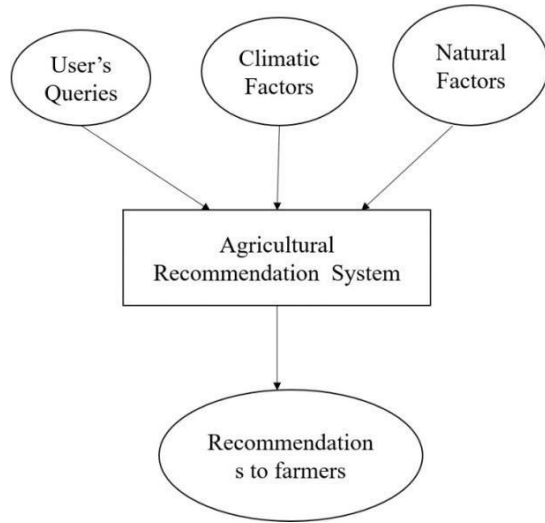 User's
Queries
Climatic
Factors
Natural
Factors
Agricultural
Recommendation System
Recommendation
s to farmers